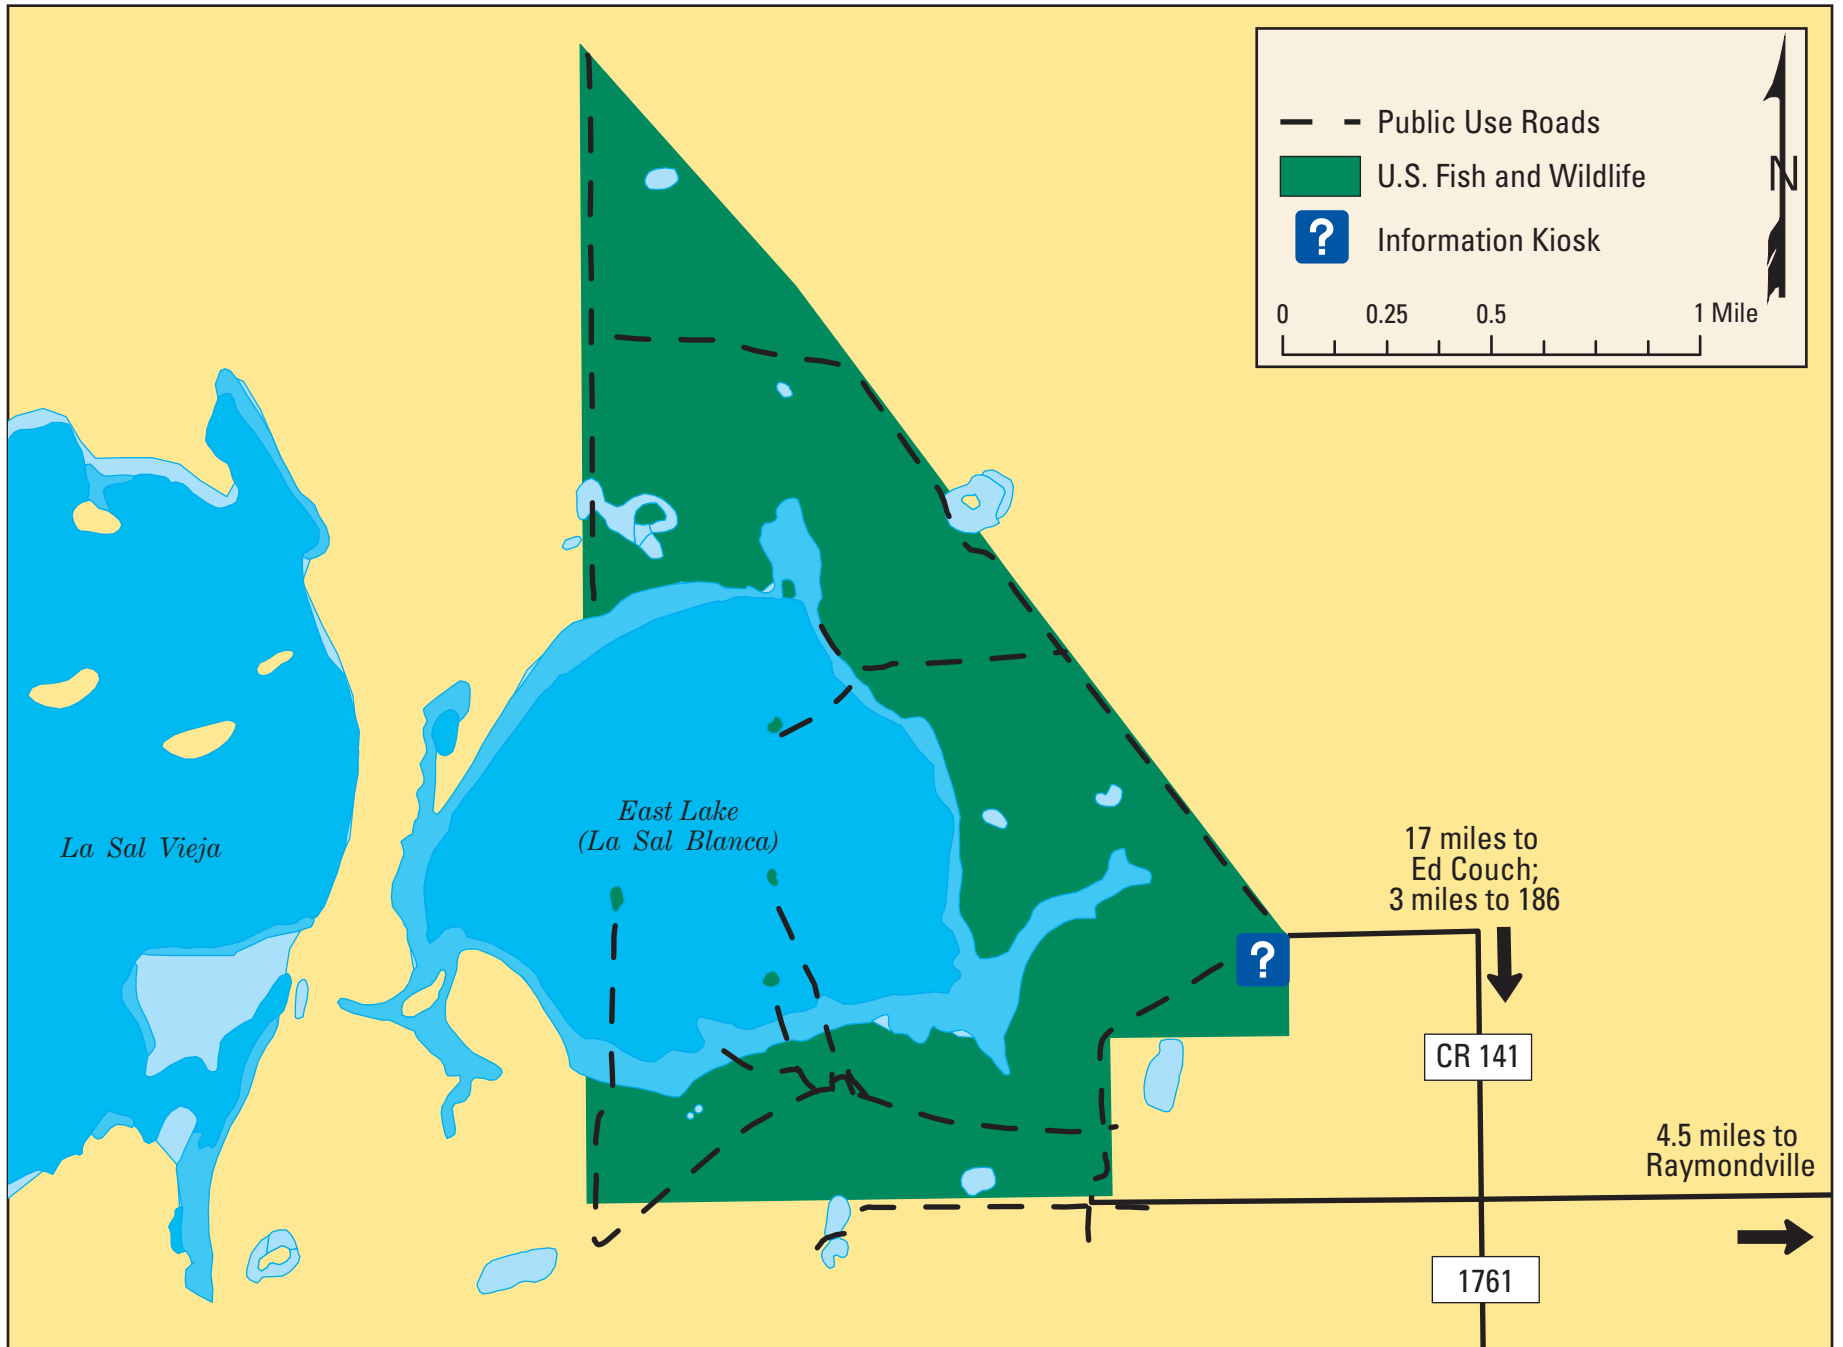 Public Use Roads
U.S. Fish and Wildlife
N
?
Information Kiosk
0 0.25 0.5 1 Mile
East Lake
(La Sal Blanca)
La Sal Vieja
17 miles to
Ed Couch;
3 miles to 186
?
CR 141
4.5 miles to
Raymondville
1761